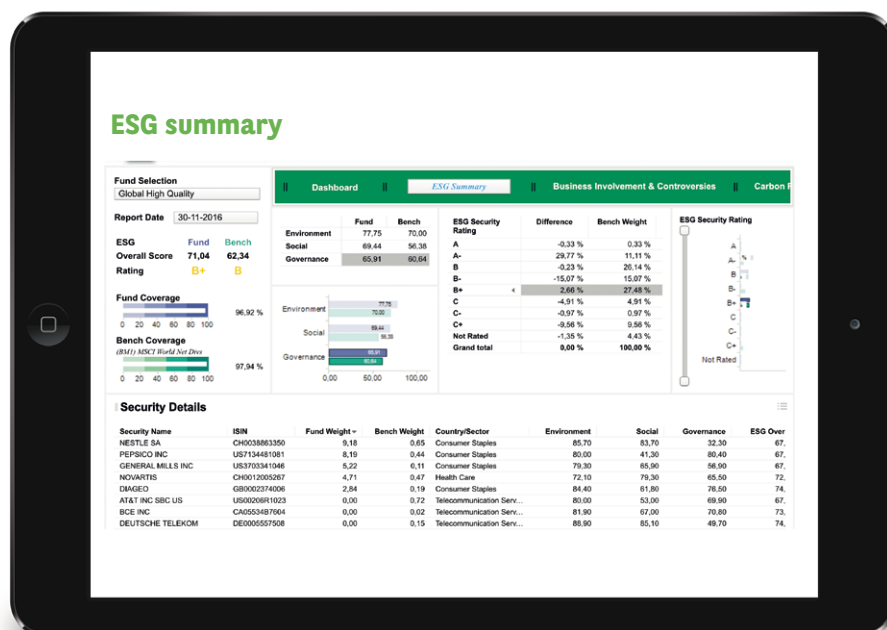 ESG summary
Fund Selection
Global High Quality
Report Date 30-11-2016
ESG Fund Bench
Overall Score 71,04 62,34
Rating B+ B
Fund Coverage
96,92 %
0 20 40 60 80 100
Bench Coverage
(BM1) MSCI World Net Divs
97,94 %
0 20 40 60 80 100
Dashboard ESG Summary Business Involvement & Controversies Carbon F
Fund Bench
Environment 77,75 70,00
Social 69,44 56,38
Governance 65,91 60,64
Environment 77,75
70,00
Social 69,44
56,38
Governance 65,91
60,64
0,00 50,00 100,00
ESG Security Rating Difference Bench Weight
A -0,33 % 0,33 %
A- 29,77 % 11,11 %
B -0,23 % 26,14 %
B- -15,07 % 15,07 %
B+ 2,66 % 27,48 %
C -4,91 % 4,91 %
C- -0,97 % 0,97 %
C+ -9,56 % 9,56 %
Not Rated -1,35 % 4,43 %
Grand total 0,00 % 100,00 %
ESG Security Rating
A
A-
B
B-
B+
C
C-
C+
Not Rated
Security Details
Security Name ISIN Fund Weight Bench Weight Country/Sector Environment Social Governance ESG Over
NESTLE SA CH0038863350 9,18 0,65 Consumer Staples 85,70 83,70 32,30 67,
PEPSICO INC US7134481081 8,19 0,44 Consumer Staples 80,00 41,30 80,40 67,
GENERAL MILLS INC US3703341046 5,22 0,11 Consumer Staples 79,30 65,90 56,90 67,
NOVARTIS CH0012005267 4,71 0,47 Health Care 72,10 79,30 65,50 72,
DIAGEO GB0002374006 2,84 0,19 Consumer Staples 84,40 61,80 76,50 74,
AT&T INC SBC US US00206R1023 0,00 0,72 Telecommunication Serv... 80,00 53,00 69,90 67,
BCE INC CA05534B7604 0,00 0,02 Telecommunication Serv... 81,90 67,00 70,80 73,
DEUTSCHE TELEKOM DE0005557508 0,00 0,15 Telecommunication Serv... 88,90 85,10 49,70 74,